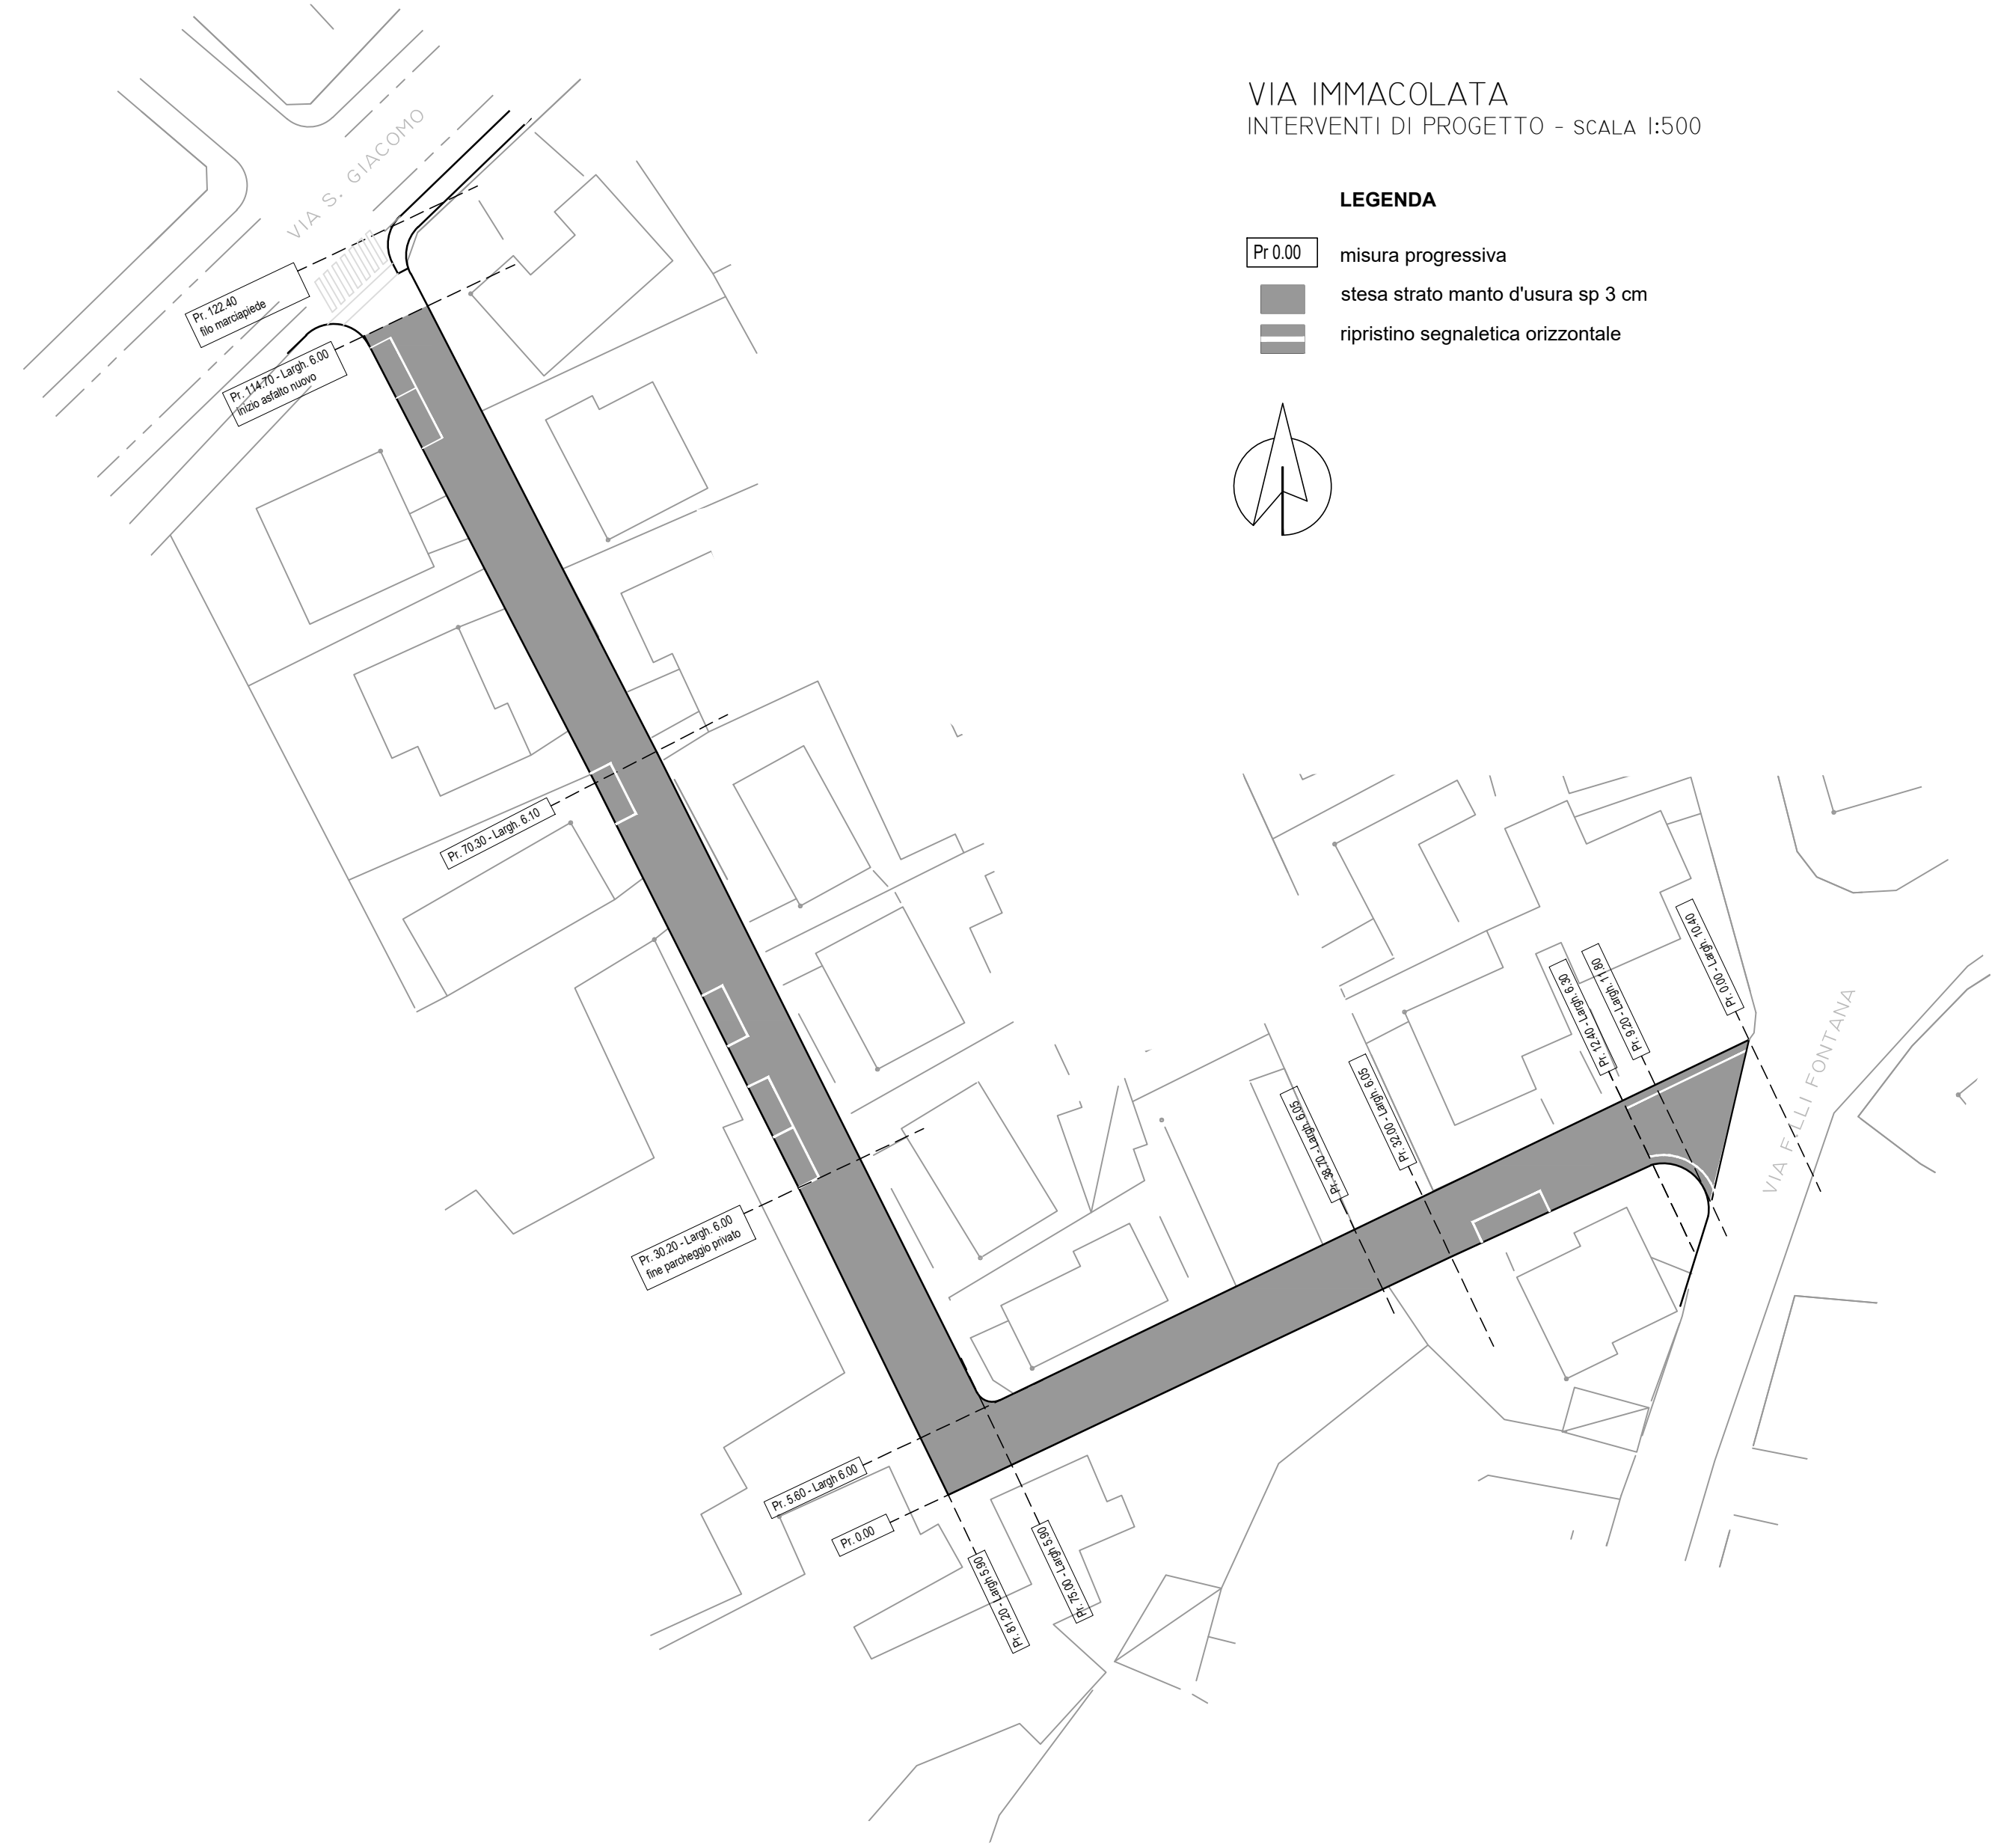 VIA IMMACOLATA
INTERVENTI DI PROGETTO - SCALA 1:500
LEGENDA
Pr 0.00
misura progressiva
stesa strato manto d'usura sp 3 cm
ripristino segnaletica orizzontale
VIA S. GIACOMO
Pr. 122.40
filo marciapiede
Pr. 114.70 - Largh. 6.00
inizio asfalto nuovo
Pr. 70.30 - Largh. 6.10
Pr. 30.20 - Largh. 6.00
fine parcheggio privato
Pr. 5.60 - Largh 6.00
Pr. 0.00
Pr. 81.20 - Largh 5.90
Pr. 75.00 - Largh 5.90
Pr. 38.70 - Largh. 6.05
Pr. 32.00 - Largh. 6.05
Pr. 12.40 - Largh. 6.30
Pr. 9.20 - Largh. 11.80
Pr. 0.00 - Largh. 10.40
VIA F.LLI FONTANA